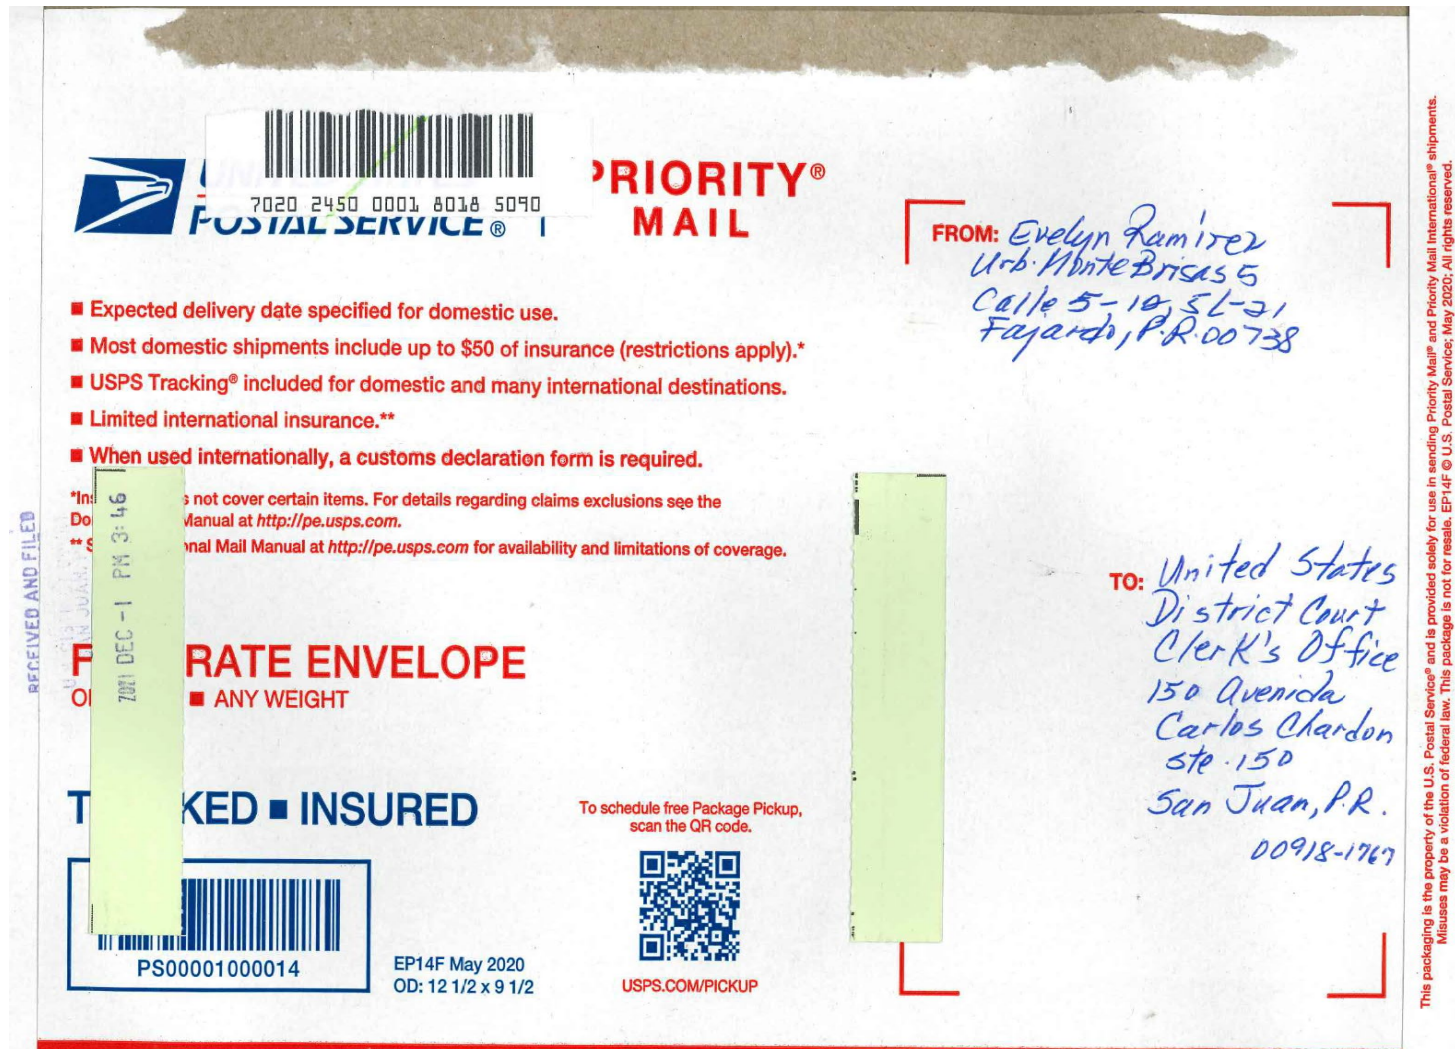 7020 2450 0001 8018 5090
POSTAL SERVICE®
PRIORITY®
MAIL
FROM: Evelyn Ramirez
Urb. Monte Brisas 5
Calle 5-10, 5L-21
Fajardo, P.R. 00738
■ Expected delivery date specified for domestic use.
■ Most domestic shipments include up to $50 of insurance (restrictions apply).*
■ USPS Tracking® included for domestic and many international destinations.
■ Limited international insurance.**
■ When used internationally, a customs declaration form is required.
not cover certain items. For details regarding claims exclusions see the
Manual at http://pe.usps.com.
Mail Manual at http://pe.usps.com for availability and limitations of coverage.
RECEIVED AND FILED
2021 DEC -1 PM 3:46
RATE ENVELOPE
■ ANY WEIGHT
■ INSURED
TO: United States
District Court
Clerk's Office
150 Avenida
Carlos Chardon
Ste. 150
San Juan, P.R.
00918-1767
To schedule free Package Pickup,
scan the QR code.
USPS.COM/PICKUP
PS00001000014
EP14F May 2020
OD: 12 1/2 x 9 1/2
This packaging is the property of the U.S. Postal Service® and is provided solely for use in sending Priority Mail® and Priority Mail International® shipments.
Misuses may be a violation of federal law. This package is not for resale. EP14F © U.S. Postal Service; May 2020; All rights reserved.